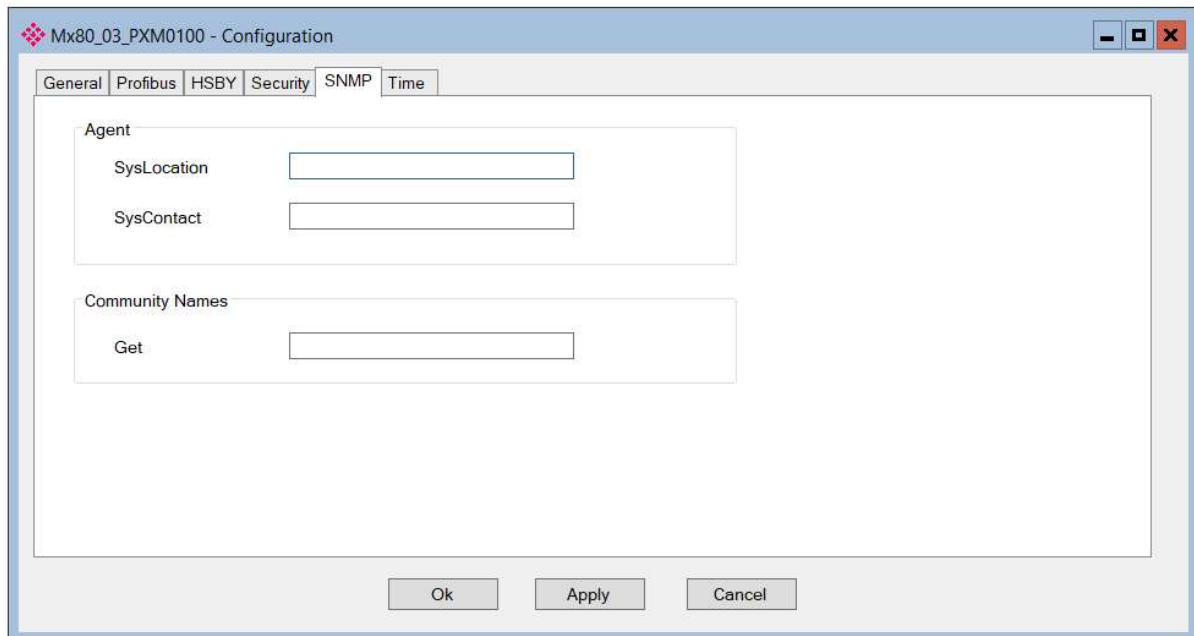 Mx80_03_PXM0100 - Configuration
General Profibus HSBY Security SNMP Time
Agent
SysLocation
SysContact
Community Names
Get
Ok Apply Cancel